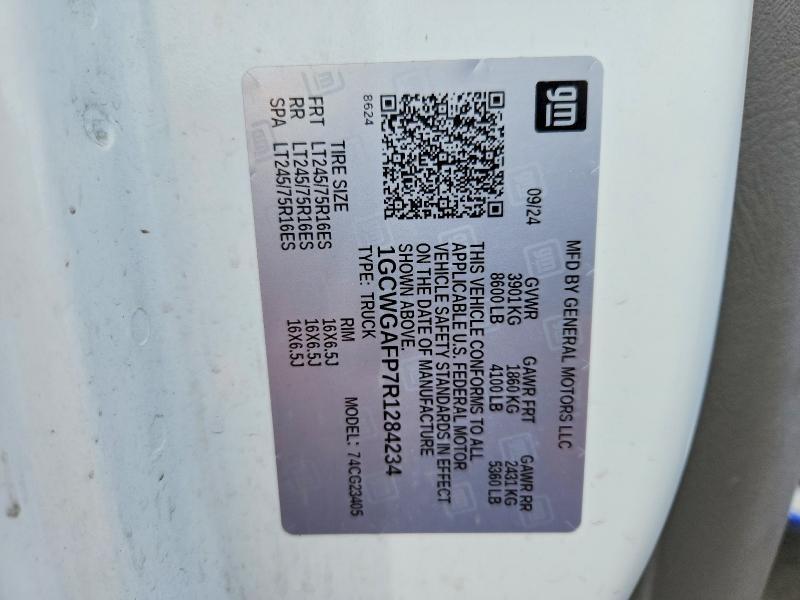 gm
MFD BY GENERAL MOTORS LLC
09/24
GVWR GAWR FRT GAWR RR
3901 KG 1860 KG 2431 KG
8600 LB 4100 LB 5360 LB
THIS VEHICLE CONFORMS TO ALL
APPLICABLE U.S. FEDERAL MOTOR
VEHICLE SAFETY STANDARDS IN EFFECT
ON THE DATE OF MANUFACTURE
SHOWN ABOVE.
1GCWGAFP7R1284234
TYPE: TRUCK
MODEL: 74CG23405
8624
TIRE SIZE RIM
FRT LT245/75R16ES 16X6.5J
RR LT245/75R16ES 16X6.5J
SPA LT245/75R16ES 16X6.5J